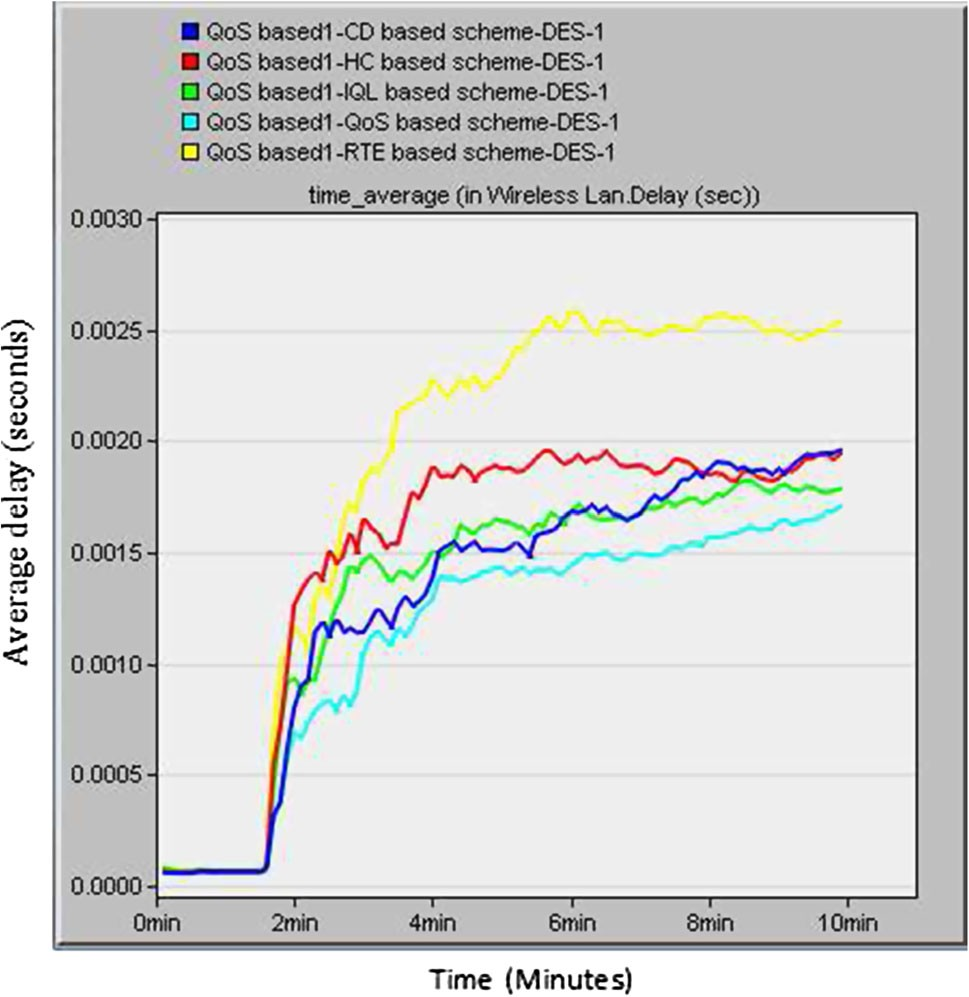 QoS based1-CD based scheme-DES-1
QoS based1-HC based scheme-DES-1
QoS based1-IQL based scheme-DES-1
QoS based1-QoS based scheme-DES-1
QoS based1-RTE based scheme-DES-1
time_average (in Wireless Lan.Delay (sec))
0.0030
0.0025
0.0020
0.0015
0.0010
0.0005
0.0000
Average delay (seconds)
0min 2min 4min 6min 8min 10min
Time (Minutes)